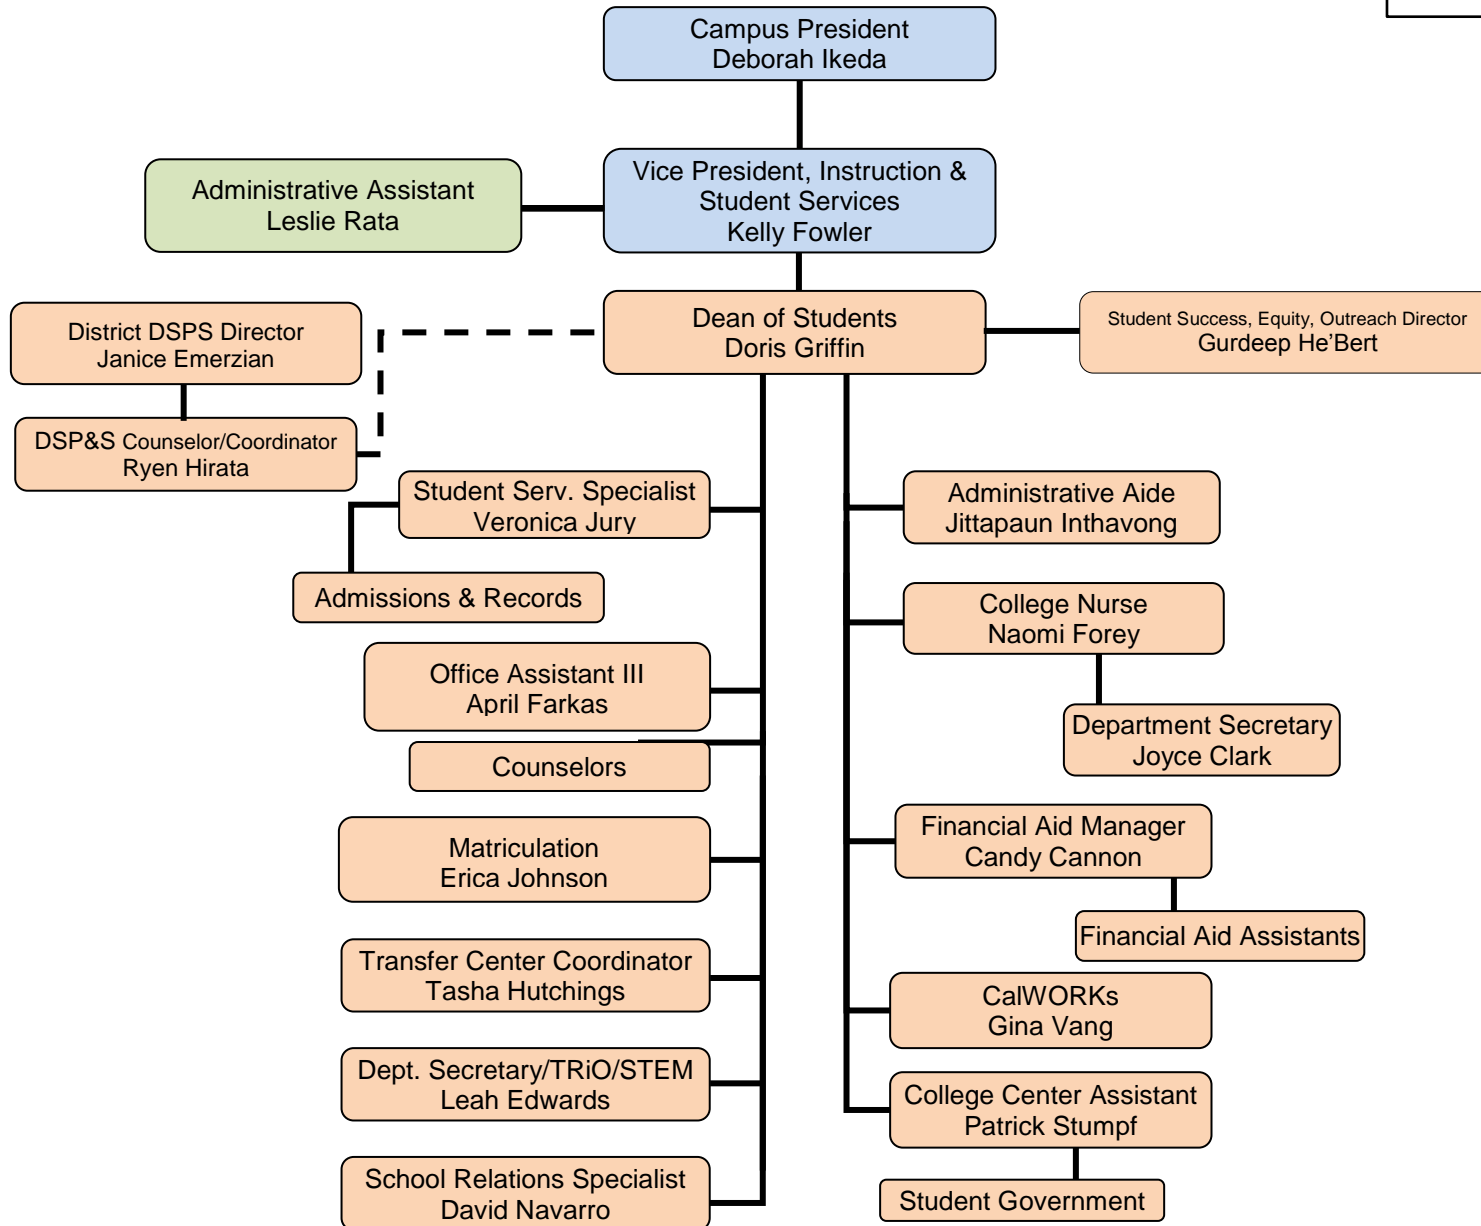 Campus President
Deborah Ikeda
Vice President, Instruction &
Student Services
Kelly Fowler
Administrative Assistant
Leslie Rata
Dean of Students
Doris Griffin
Student Success, Equity, Outreach Director
Gurdeep He’Bert
District DSPS Director
Janice Emerzian
DSP&S Counselor/Coordinator
Ryen Hirata
Student Serv. Specialist
Veronica Jury
Admissions & Records
Office Assistant III
April Farkas
Counselors
Matriculation
Erica Johnson
Transfer Center Coordinator
Tasha Hutchings
Dept. Secretary/TRiO/STEM
Leah Edwards
School Relations Specialist
David Navarro
Administrative Aide
Jittapaun Inthavong
College Nurse
Naomi Forey
Department Secretary
Joyce Clark
Financial Aid Manager
Candy Cannon
Financial Aid Assistants
CalWORKs
Gina Vang
College Center Assistant
Patrick Stumpf
Student Government